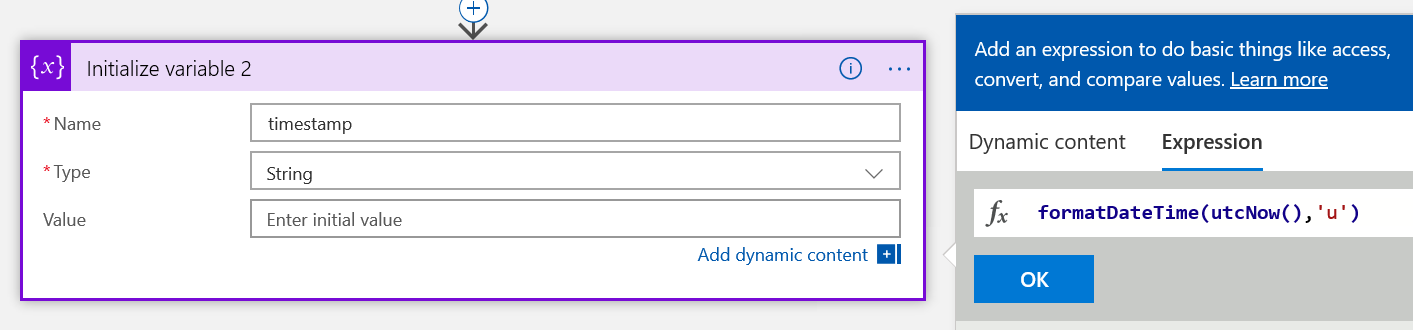 {x} Initialize variable 2
* Name timestamp
* Type String
Value Enter initial value
Add dynamic content
Add an expression to do basic things like access,
convert, and compare values. Learn more
Dynamic content Expression
fx formatDateTime(utcNow(),'u')
OK